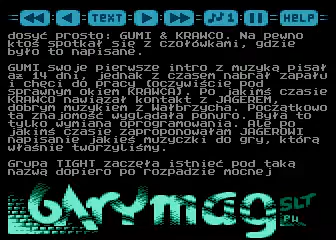 TEXT ♪♪1 HELP
dosyć prosto: GUMI & KRAWCO. Na pewno
ktoś spotkał się z czołówkami, gdzie
było to napisane.
GUMI swoje pierwsze intro z muzyką pisał
aż 14 dni, jednak z czasem nabrał zapału
i chęci do pracy (oczywiście pod
sprawnym okiem KRAWCA). Po jakimś czasie
KRAWCO nawiązał kontakt z JAGEREM,
dobrym muzykiem z Wałbrzycha. Początkowo
ta znajomość wyglądała ponuro. Była to
tylko wymiana oprogramowania. Ale po
jakimś czasie zaproponowałam JAGEROWI
napisanie jakieś muzyczki do gry, którą
właśnie tworzyliśmy.
Grupa TIGHT zaczęła istnieć pod taką
nazwą dopiero po rozpadzie mocnej
Barymag
SLT